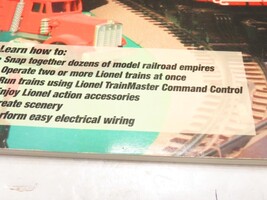 Learn how to:
• Snap together dozens of model railroad empires
Operate two or more Lionel trains at once
Run trains using Lionel TrainMaster Command Control
Enjoy Lionel action accessories
reate scenery
rform easy electrical wiring